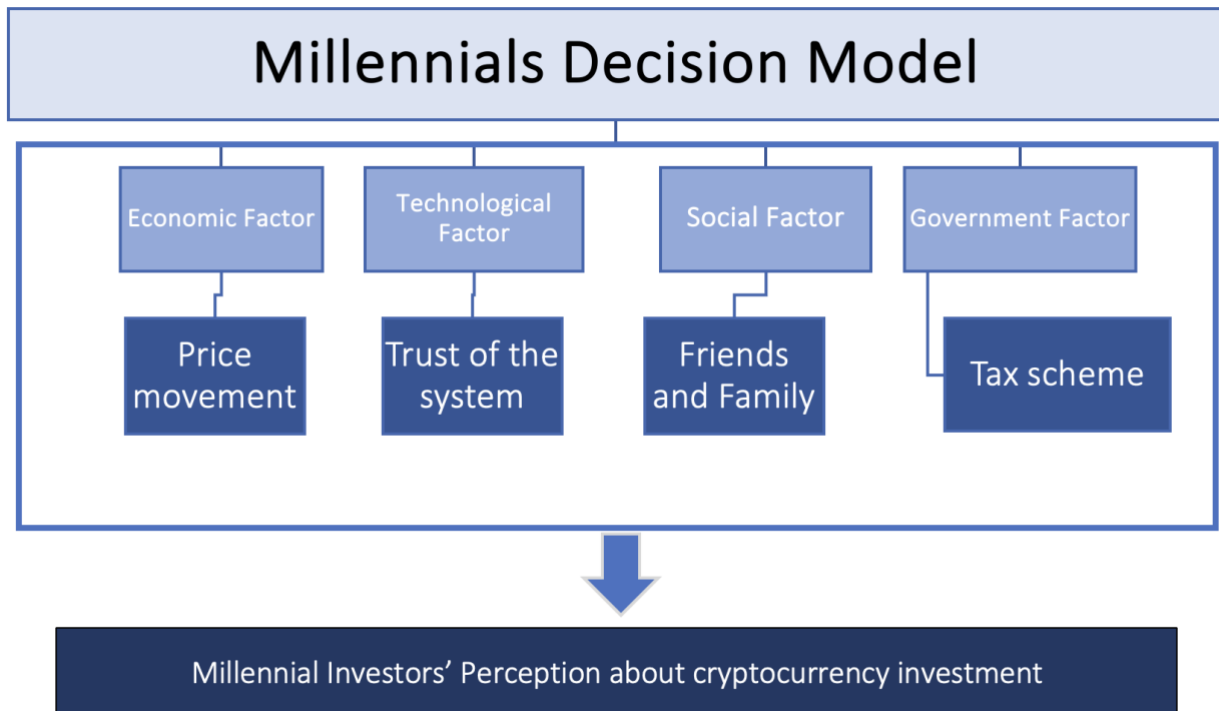 Millennials Decision Model
Economic Factor
Technological
Factor
Social Factor
Government Factor
Price
movement
Trust of the
system
Friends
and Family
Tax scheme
Millennial Investors’ Perception about cryptocurrency investment